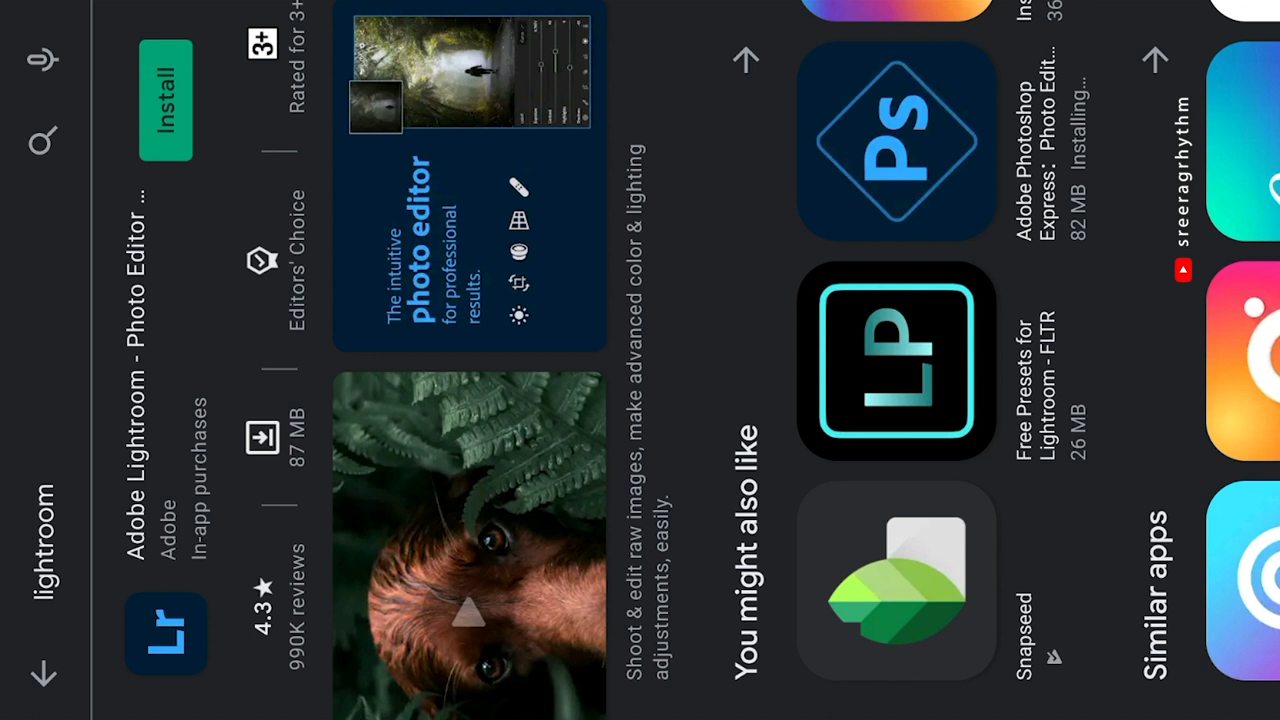 lightroom
Lr
Adobe Lightroom - Photo Editor ...
Adobe
In-app purchases
Install
4.3★
990K reviews
87 MB
Editors' Choice
3+
Rated for 3+
The intuitive
photo editor
for professional
results.
Shoot & edit raw images, make advanced color & lighting
adjustments, easily.
You might also like
LP
Ps
Snapseed
Free Presets for
Lightroom - FLTR
26 MB
Adobe Photoshop
Express: Photo Edit...
82 MB Installing...
Ins
36
Similar apps
sreeragrhythm